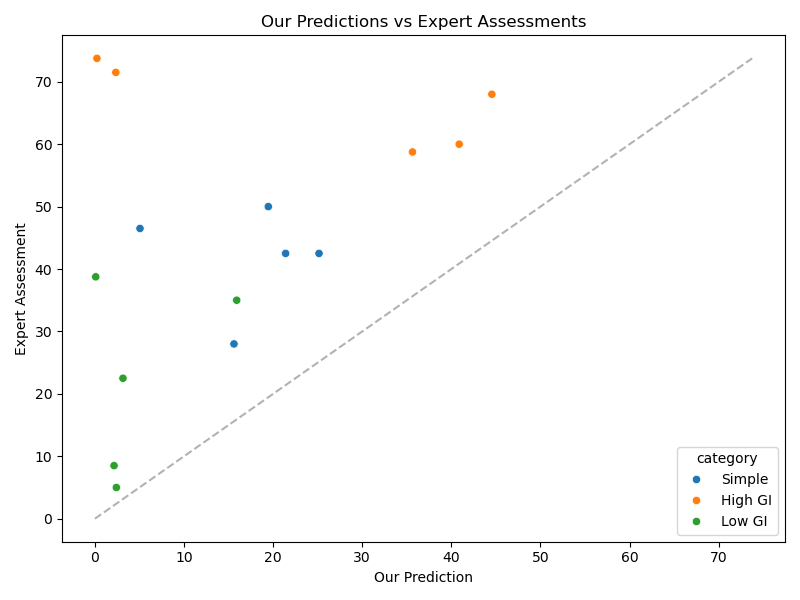 Our Predictions vs Expert Assessments
70
60
50
40
30
20
10
0
Expert Assessment
category
Simple
High GI
Low GI
0 10 20 30 40 50 60 70
Our Prediction